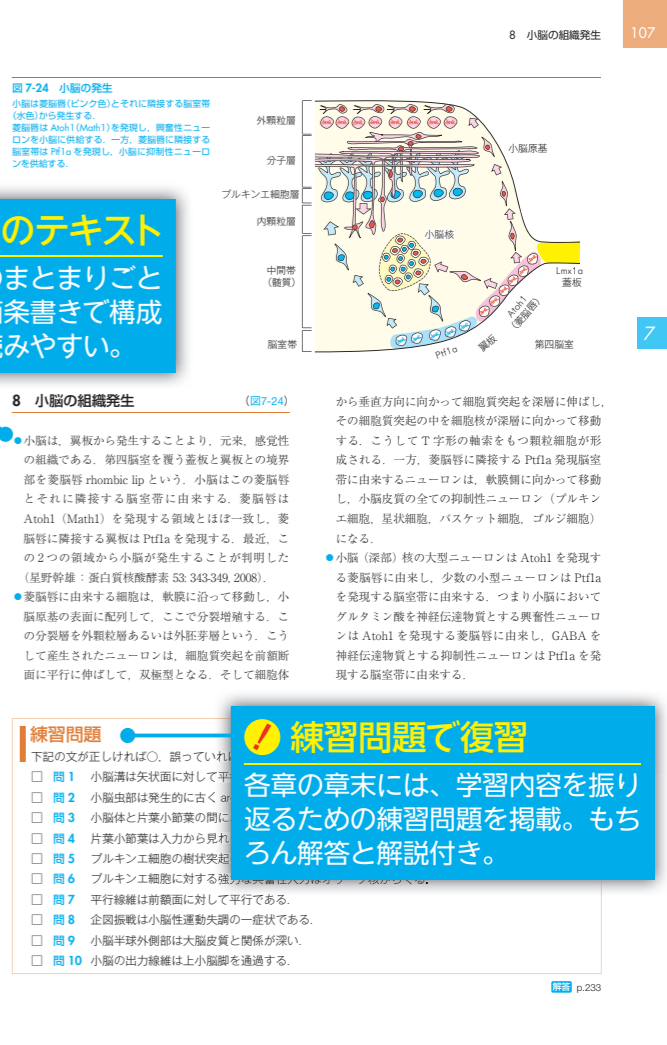 8 小脳の組織発生
107
図 7-24 小脳の発生
小脳は菱脳唇(ピンク色)とそれに隣接する脳室帯
(水色)から発生する.
菱脳唇は Atoh1(Math1)を発現し,興奮性ニュー
ロンを小脳に供給する.一方,菱脳唇に隣接する
脳室帯は Ptf1a を発現し,小脳に抑制性ニューロ
ンを供給する.
外顆粒層
分子層
プルキンエ細胞層
内顆粒層
中間帯
(髄質)
脳室帯
小脳原基
小脳核
Lmx1a
蓋板
Atoh1
(菱脳唇)
翼板
Ptf1a
第四脳室
のテキスト
のまとまりごと
箇条書きで構成
読みやすい。
7
8 小脳の組織発生 (図7-24)
●小脳は,翼板から発生することより,元来,感覚性
の組織である.第四脳室を覆う蓋板と翼板との境界
部を菱脳唇 rhombic lip という.小脳はこの菱脳唇
とそれに隣接する脳室帯に由来する.菱脳唇は
Atoh1(Math1)を発現する領域とほぼ一致し,菱
脳唇に隣接する翼板は Ptf1a を発現する.最近,こ
の2つの領域から小脳が発生することが判明した
(星野幹雄:蛋白質核酸酵素 53: 343-349, 2008).
●菱脳唇に由来する細胞は,軟膜に沿って移動し,小
脳原基の表面に配列して,ここで分裂増殖する.こ
の分裂層を外顆粒層あるいは外胚芽層という.こう
して産生されたニューロンは,細胞質突起を前額断
面に平行に伸ばして,双極型となる.そして細胞体
から垂直方向に向かって細胞質突起を深層に伸ばし,
その細胞質突起の中を細胞核が深層に向かって移動
する.こうして T 字形の軸索をもつ顆粒細胞が形
成される.一方,菱脳唇に隣接する Ptf1a 発現脳室
帯に由来するニューロンは,軟膜側に向かって移動
し,小脳皮質の全ての抑制性ニューロン(プルキン
エ細胞,星状細胞,バスケット細胞,ゴルジ細胞)
になる.
●小脳(深部)核の大型ニューロンは Atoh1 を発現す
る菱脳唇に由来し,少数の小型ニューロンは Ptf1a
を発現する脳室帯に由来する.つまり小脳において
グルタミン酸を神経伝達物質とする興奮性ニューロ
ンは Atoh1 を発現する菱脳唇に由来し,GABA を
神経伝達物質とする抑制性ニューロンは Ptf1a を発
現する脳室帯に由来する.
練習問題
下記の文が正しければ○,誤っていれ
□ 問 1 小脳溝は矢状面に対して平
□ 問 2 小脳虫部は発生的に古く
□ 問 3 小脳体と片葉小節葉の間に
□ 問 4 片葉小節葉は入力から見れ
□ 問 5 プルキンエ細胞の樹状突起
□ 問 6 プルキンエ細胞に対する強力な興奮性入力はオリーブ核からくる.
□ 問 7 平行線維は前額面に対して平行である.
□ 問 8 企図振戦は小脳性運動失調の一症状である.
□ 問 9 小脳半球外側部は大脳皮質と関係が深い.
□ 問 10 小脳の出力線維は上小脳脚を通過する.
! 練習問題で復習
各章の章末には、学習内容を振り
返るための練習問題を掲載。もち
ろん解答と解説付き。
解答 p.233